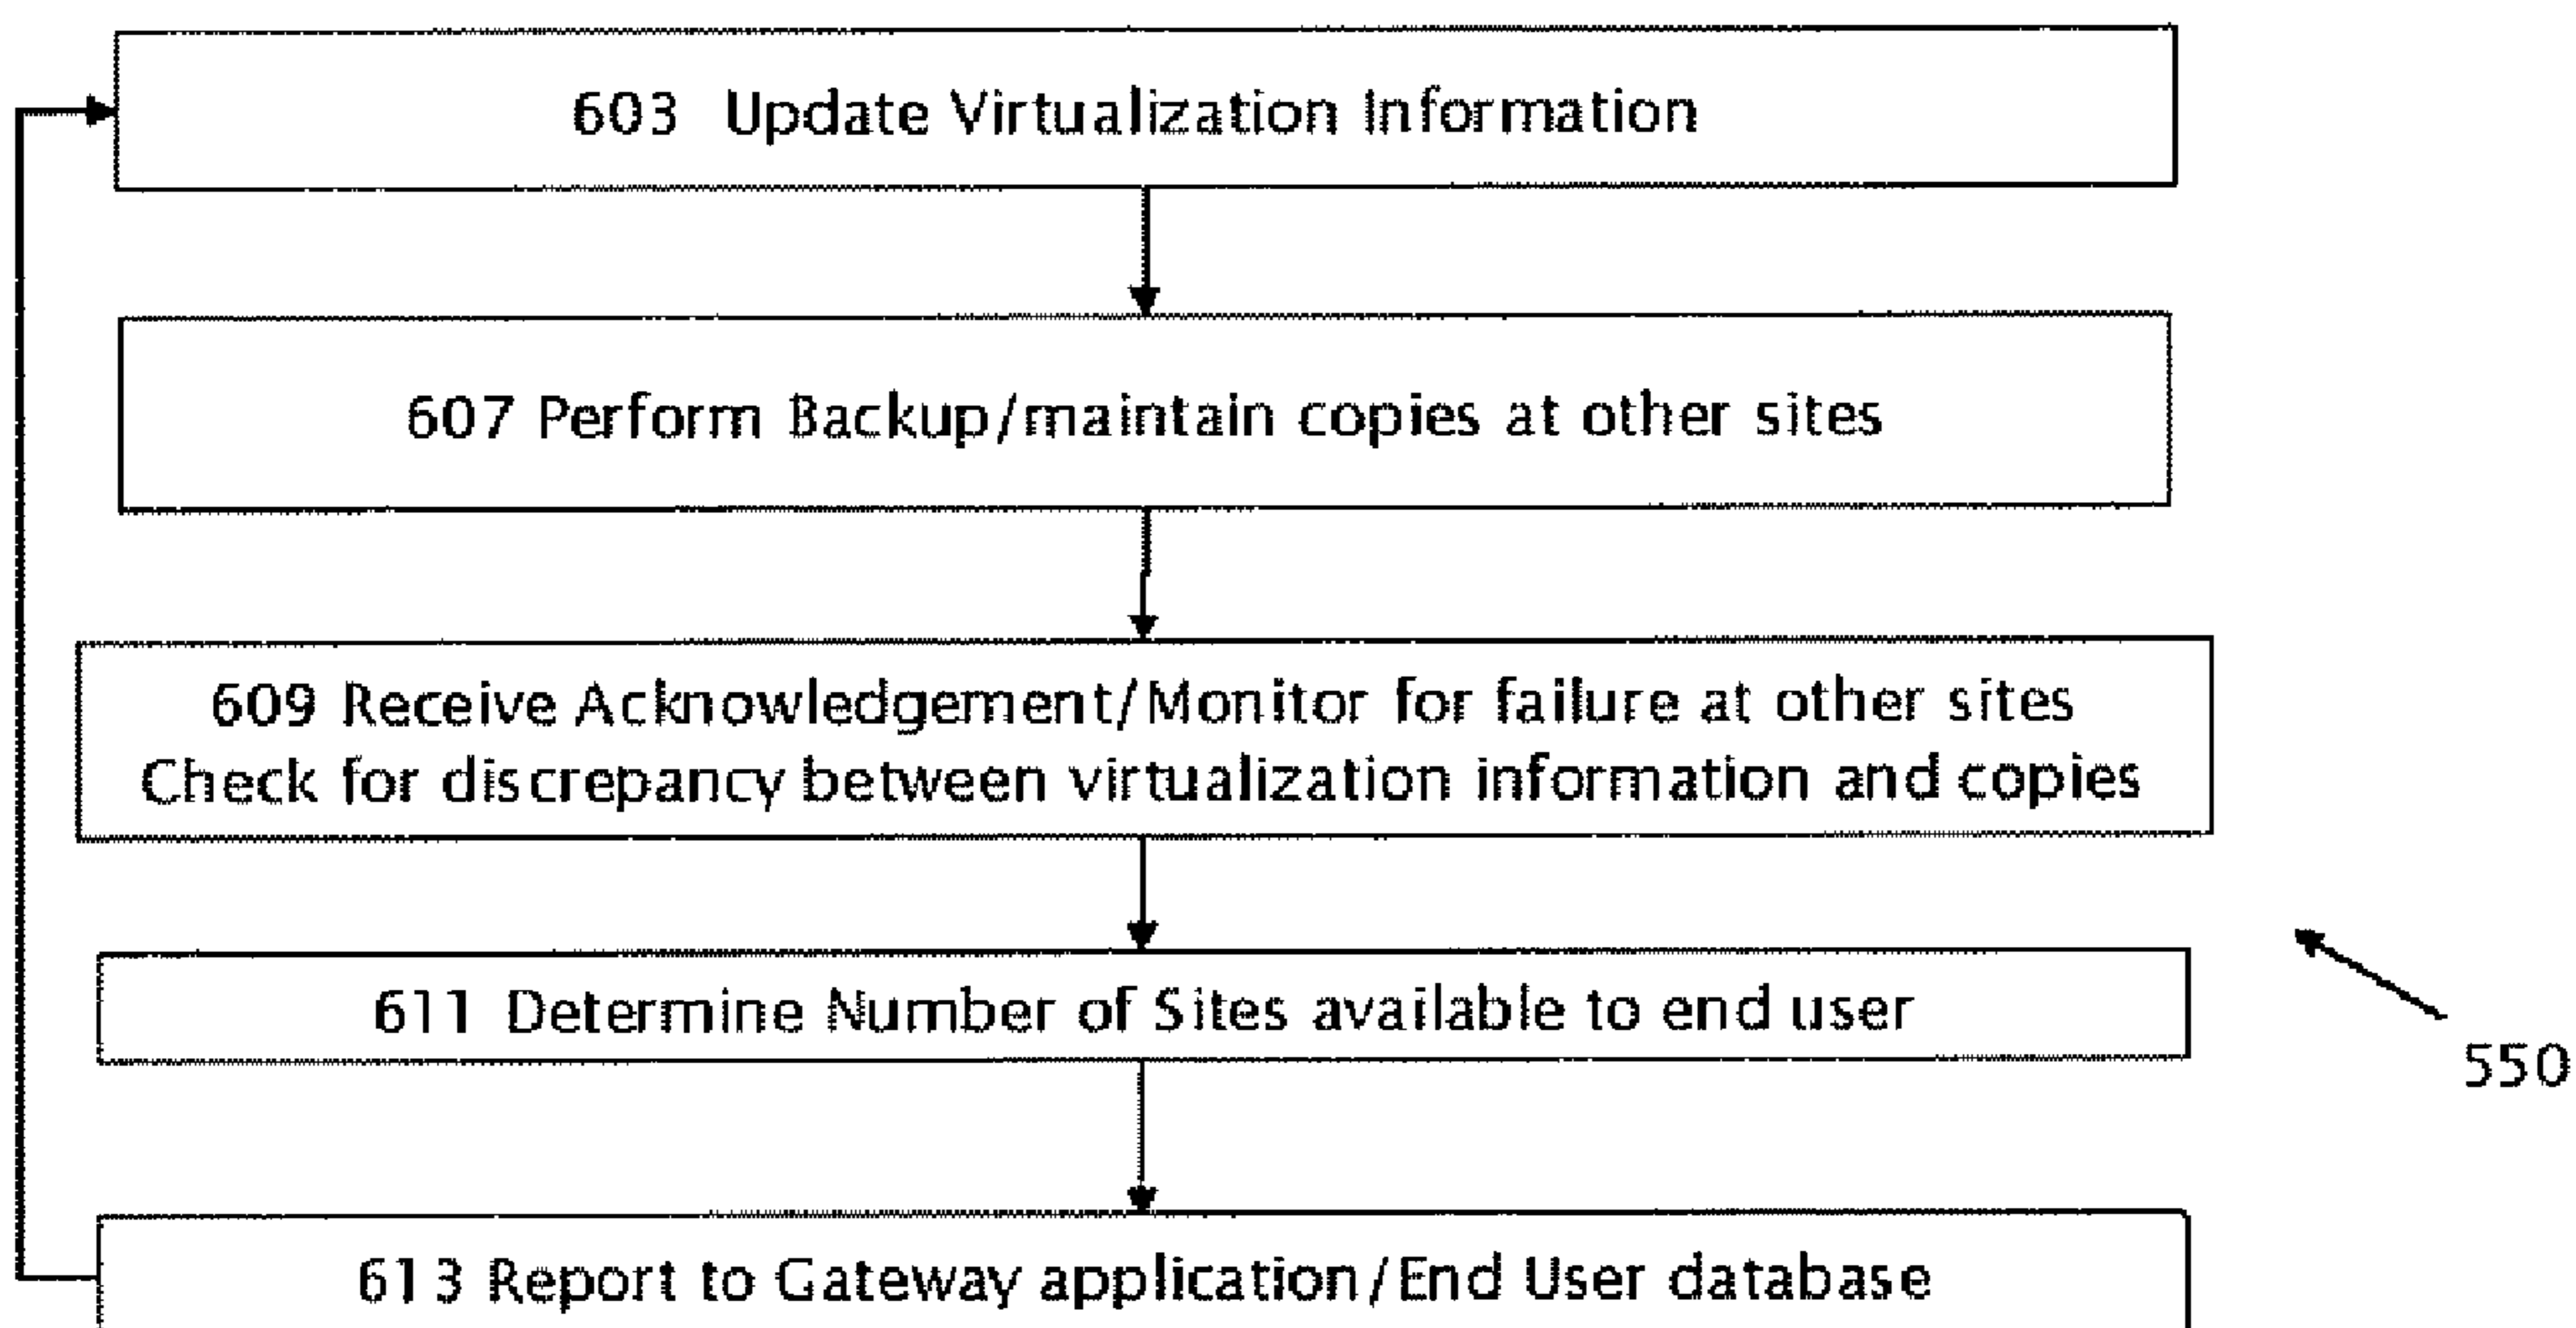 603 Update Virtualization Information
607 Perform Backup/maintain copies at other sites
609 Receive Acknowledgement/Monitor for failure at other sites
Check for discrepancy between virtualization information and copies
611 Determine Number of Sites available to end user
550
613 Report to Gateway application/End User database